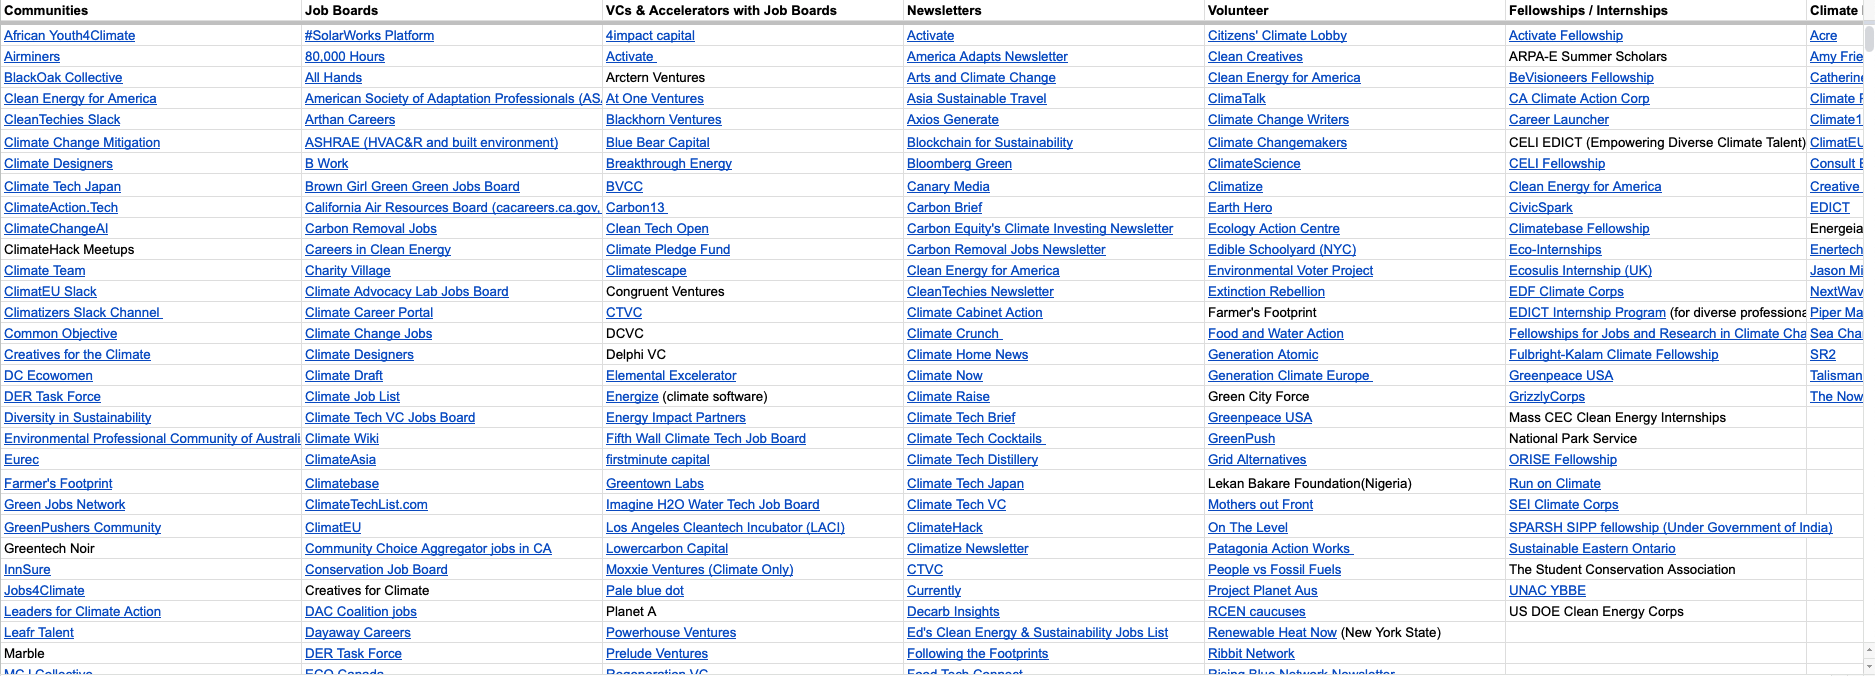 Communities Job Boards VCs & Accelerators with Job Boards Newsletters Volunteer Fellowships / Internships Climate
African Youth4Climate #SolarWorks Platform 4impact capital Activate Citizens' Climate Lobby Activate Fellowship Acre
Airminers 80,000 Hours Activate America Adapts Newsletter Clean Creatives ARPA-E Summer Scholars Amy Frie
BlackOak Collective All Hands Arctern Ventures Arts and Climate Change Clean Energy for America BeVisioneers Fellowship Catherine
Clean Energy for America American Society of Adaptation Professionals (AS At One Ventures Asia Sustainable Travel ClimaTalk CA Climate Action Corp Climate
CleanTechies Slack Arthan Careers Blackhorn Ventures Axios Generate Climate Change Writers Career Launcher Climate1
Climate Change Mitigation ASHRAE (HVAC&R and built environment) Blue Bear Capital Blockchain for Sustainability Climate Changemakers CELI EDICT (Empowering Diverse Climate Talent) ClimatEU
Climate Designers B Work Breakthrough Energy Bloomberg Green ClimateScience CELI Fellowship Consult
Climate Tech Japan Brown Girl Green Green Jobs Board BVCC Canary Media Climatize Clean Energy for America Creative
ClimateAction.Tech California Air Resources Board (cacareers.ca.gov, Carbon13 Carbon Brief Earth Hero CivicSpark EDICT
ClimateChangeAI Carbon Removal Jobs Clean Tech Open Carbon Equity's Climate Investing Newsletter Ecology Action Centre Climatebase Fellowship Energeia
ClimateHack Meetups Careers in Clean Energy Climate Pledge Fund Carbon Removal Jobs Newsletter Edible Schoolyard (NYC) Eco-Internships Enertech
Climate Team Charity Village Climatescape Clean Energy for America Environmental Voter Project Ecosulis Internship (UK) Jason Mi
ClimatEU Slack Climate Advocacy Lab Jobs Board Congruent Ventures CleanTechies Newsletter Extinction Rebellion EDF Climate Corps NextWav
Climatizers Slack Channel Climate Career Portal CTVC Climate Cabinet Action Farmer's Footprint EDICT Internship Program (for diverse professiona Piper Ma
Common Objective Climate Change Jobs DCVC Climate Crunch Food and Water Action Fellowships for Jobs and Research in Climate Cha Sea Cha
Creatives for the Climate Climate Designers Delphi VC Climate Home News Generation Atomic Fulbright-Kalam Climate Fellowship SR2
DC Ecowomen Climate Draft Elemental Excelerator Climate Now Generation Climate Europe Greenpeace USA Talisman
DER Task Force Climate Job List Energize (climate software) Climate Raise Green City Force GrizzlyCorps The Now
Diversity in Sustainability Climate Tech VC Jobs Board Energy Impact Partners Climate Tech Brief Greenpeace USA Mass CEC Clean Energy Internships
Environmental Professional Community of Australi Climate Wiki Fifth Wall Climate Tech Job Board Climate Tech Cocktails GreenPush National Park Service
Eurec ClimateAsia firstminute capital Climate Tech Distillery Grid Alternatives ORISE Fellowship
Farmer's Footprint Climatebase Greentown Labs Climate Tech Japan Lekan Bakare Foundation(Nigeria) Run on Climate
Green Jobs Network ClimateTechList.com Imagine H2O Water Tech Job Board Climate Tech VC Mothers out Front SEI Climate Corps
GreenPushers Community ClimatEU Los Angeles Cleantech Incubator (LACI) ClimateHack On The Level SPARSH SIPP fellowship (Under Government of India)
Greentech Noir Community Choice Aggregator jobs in CA Lowercarbon Capital Climatize Newsletter Patagonia Action Works Sustainable Eastern Ontario
InnSure Conservation Job Board Moxxie Ventures (Climate Only) CTVC People vs Fossil Fuels The Student Conservation Association
Jobs4Climate Creatives for Climate Pale blue dot Currently Project Planet Aus UNAC YBBE
Leaders for Climate Action DAC Coalition jobs Planet A Decarb Insights RCEN caucuses US DOE Clean Energy Corps
Leafr Talent Dayaway Careers Powerhouse Ventures Ed's Clean Energy & Sustainability Jobs List Renewable Heat Now (New York State)
Marble DER Task Force Prelude Ventures Following the Footprints Ribbit Network
MCJ Collective ECO Canada Regeneration VC Food Tech Connect Rising Blue Network Newsletter